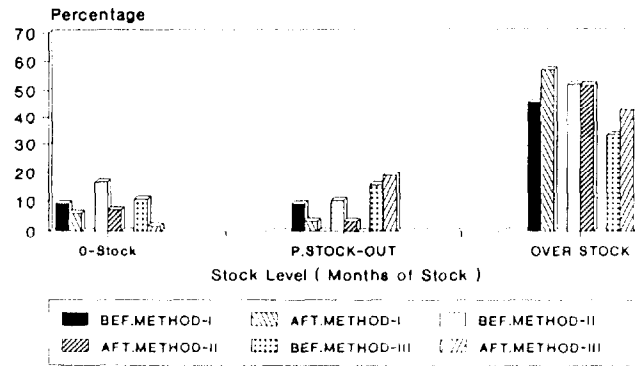 Percentage
70
60
50
40
30
20
10
0
0-Stock P.STOCK-OUT OVER STOCK
Stock Level ( Months of Stock )
BEF.METHOD-I AFT.METHOD-I BEF.METHOD-II
AFT.METHOD-II BEF.METHOD-III AFT.METHOD-III